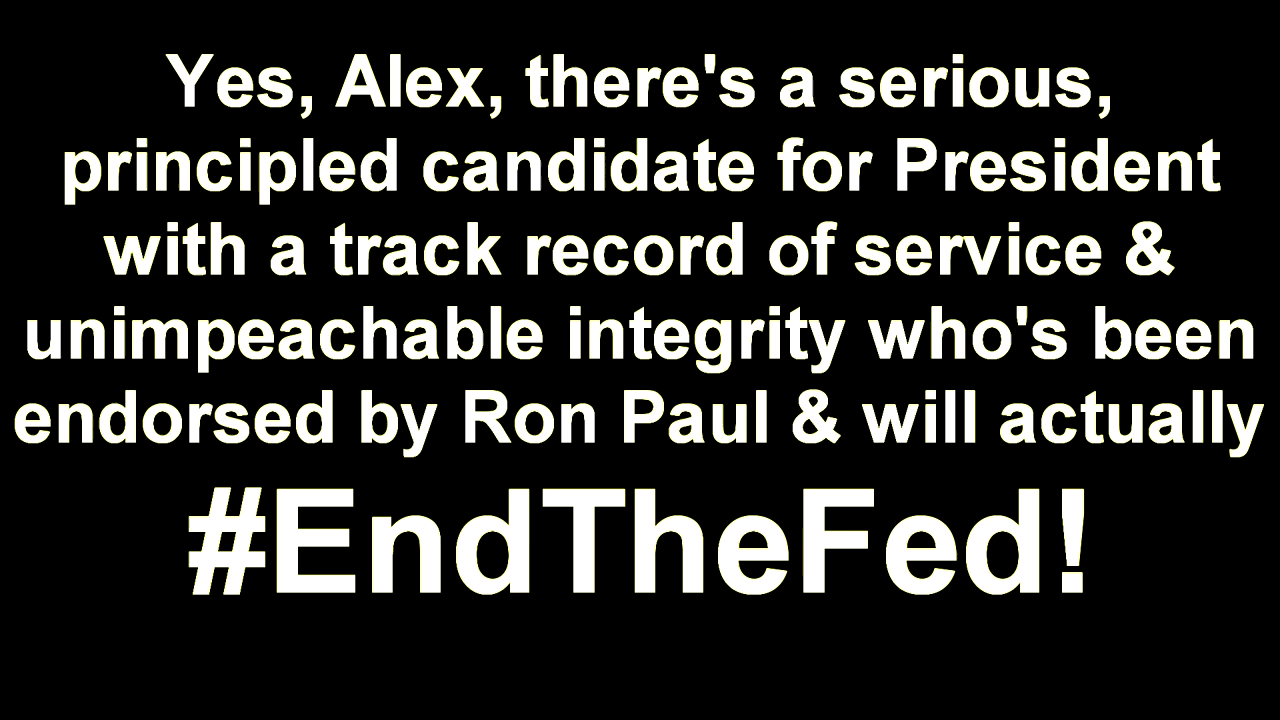 Yes, Alex, there's a serious,
principled candidate for President
with a track record of service &
unimpeachable integrity who's been
endorsed by Ron Paul & will actually
#EndTheFed!